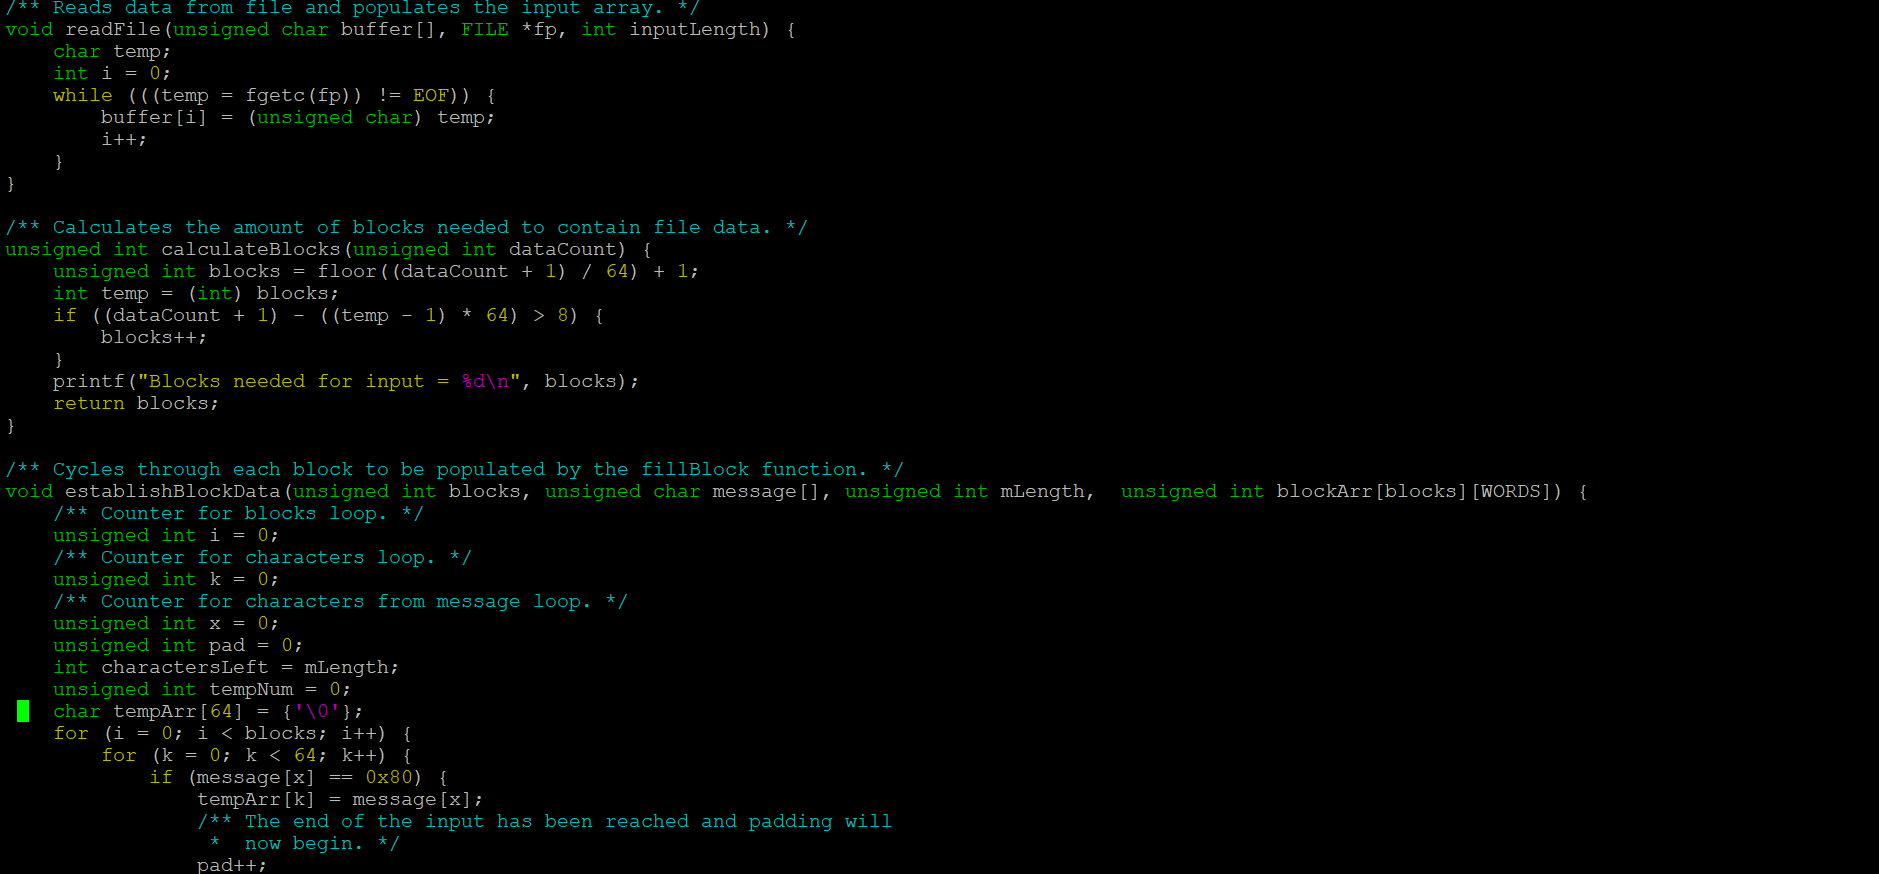 /** Reads data from file and populates the input array. */
void readFile(unsigned char buffer[], FILE *fp, int inputLength) {
    char temp;
    int i = 0;
    while (((temp = fgetc(fp)) != EOF)) {
        buffer[i] = (unsigned char) temp;
        i++;
    }
}

/** Calculates the amount of blocks needed to contain file data. */
unsigned int calculateBlocks(unsigned int dataCount) {
    unsigned int blocks = floor((dataCount + 1) / 64) + 1;
    int temp = (int) blocks;
    if ((dataCount + 1) - ((temp - 1) * 64) > 8) {
        blocks++;
    }
    printf("Blocks needed for input = %d\n", blocks);
    return blocks;
}

/** Cycles through each block to be populated by the fillBlock function. */
void establishBlockData(unsigned int blocks, unsigned char message[], unsigned int mLength,  unsigned int blockArr[blocks][WORDS]) {
    /** Counter for blocks loop. */
    unsigned int i = 0;
    /** Counter for characters loop. */
    unsigned int k = 0;
    /** Counter for characters from message loop. */
    unsigned int x = 0;
    unsigned int pad = 0;
    int charactersLeft = mLength;
    unsigned int tempNum = 0;
    char tempArr[64] = {'\0'};
    for (i = 0; i < blocks; i++) {
        for (k = 0; k < 64; k++) {
            if (message[x] == 0x80) {
                tempArr[k] = message[x];
                /** The end of the input has been reached and padding will
                 *  now begin. */
                pad++;